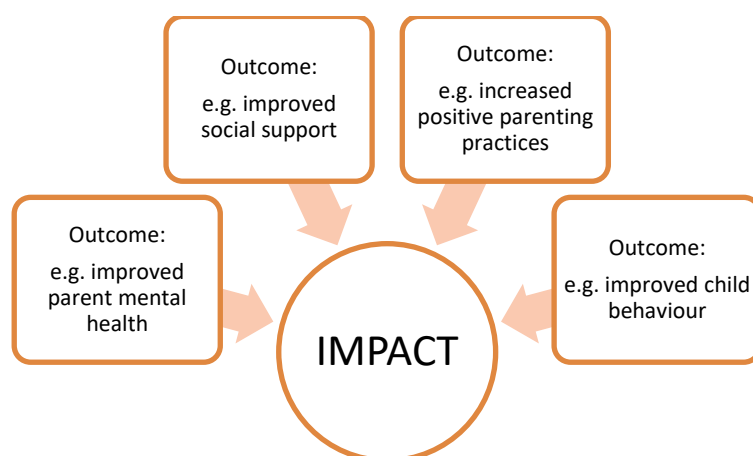 Outcome:
e.g. improved
social support
Outcome:
e.g. increased
positive parenting
practices
Outcome:
e.g. improved
parent mental
health
Outcome:
e.g. improved child
behaviour
IMPACT